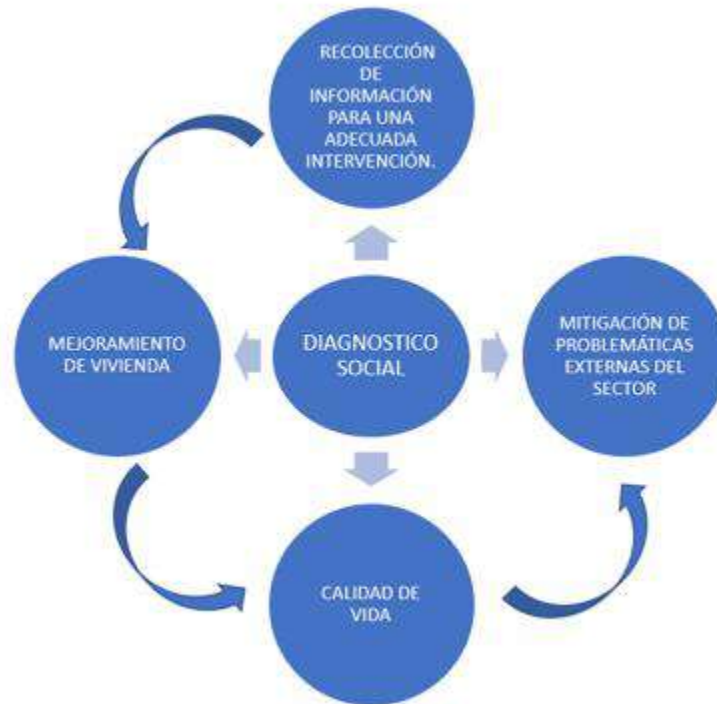 RECOLECCIÓN
DE
INFORMACIÓN
PARA UNA
ADECUADA
INTERVENCIÓN.
MEJORAMIENTO
DE VIVIENDA
DIAGNOSTICO
SOCIAL
MITIGACIÓN DE
PROBLEMÁTICAS
EXTERNAS DEL
SECTOR
CALIDAD DE
VIDA